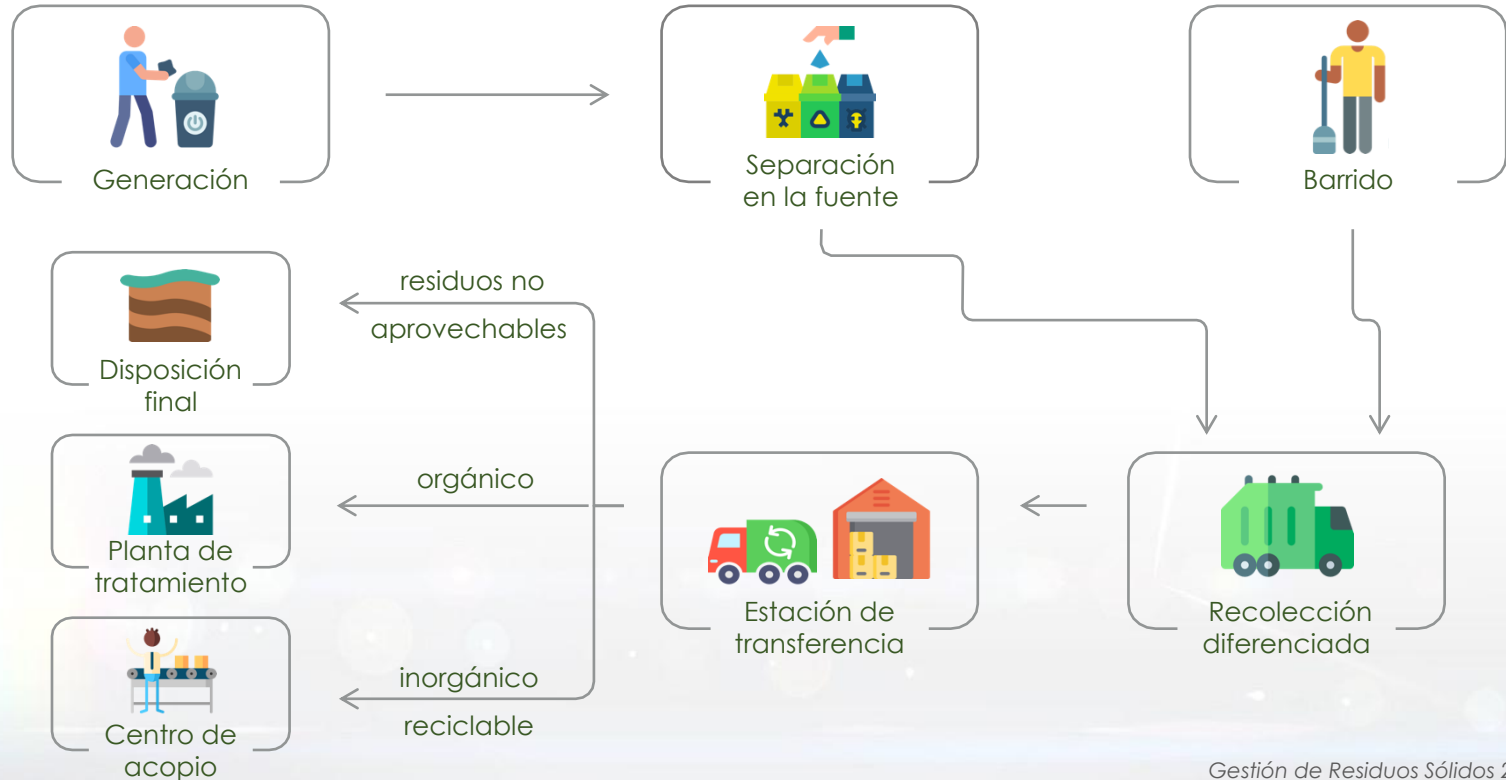 Generación
Separación
en la fuente
Barrido
residuos no
aprovechables
Disposición
final
orgánico
Planta de
tratamiento
Estación de
transferencia
Recolección
diferenciada
inorgánico
reciclable
Centro de
acopio
Gestión de Residuos Sólidos 2